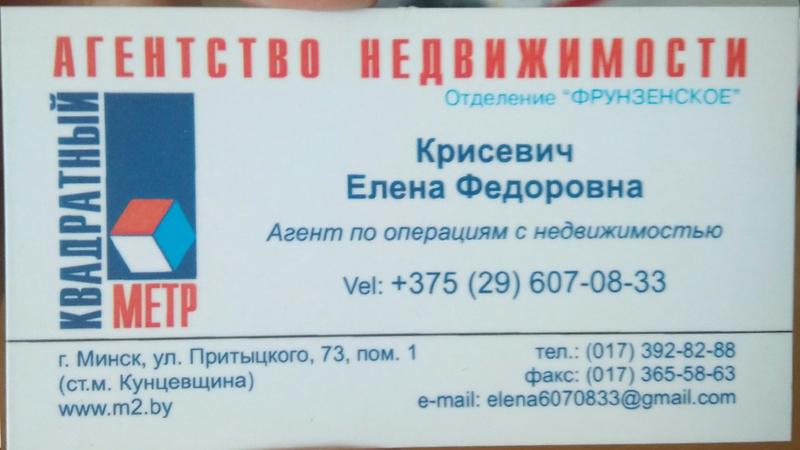 АГЕНТСТВО НЕДВИЖИМОСТИ
Отделение "ФРУНЗЕНСКОЕ"
КВАДРАТНЫЙ
МЕТР
Крисевич
Елена Федоровна
Агент по операциям с недвижимостью
Vel: +375 (29) 607-08-33
г. Минск, ул. Притыцкого, 73, пом. 1
(ст.м. Кунцевщина)
www.m2.by
тел.: (017) 392-82-88
факс: (017) 365-58-63
e-mail: elena6070833@gmail.com